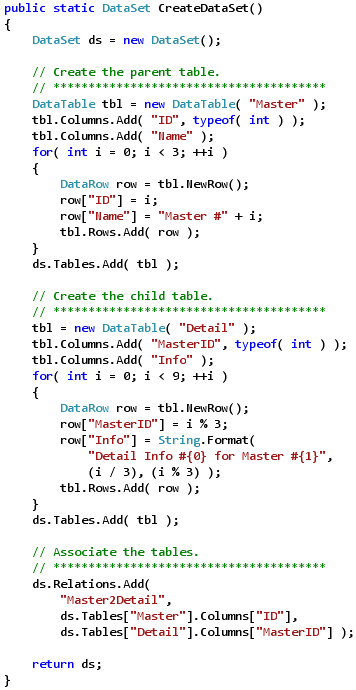 public static DataSet CreateDataSet()
{
    DataSet ds = new DataSet();

    // Create the parent table.
    // ***************************************
    DataTable tbl = new DataTable( "Master" );
    tbl.Columns.Add( "ID", typeof( int ) );
    tbl.Columns.Add( "Name" );
    for( int i = 0; i < 3; ++i )
    {
        DataRow row = tbl.NewRow();
        row["ID"] = i;
        row["Name"] = "Master #" + i;
        tbl.Rows.Add( row );
    }
    ds.Tables.Add( tbl );

    // Create the child table.
    // ***************************************
    tbl = new DataTable( "Detail" );
    tbl.Columns.Add( "MasterID", typeof( int ) );
    tbl.Columns.Add( "Info" );
    for( int i = 0; i < 9; ++i )
    {
        DataRow row = tbl.NewRow();
        row["MasterID"] = i % 3;
        row["Info"] = String.Format(
            "Detail Info #{0} for Master #{1}",
            (i / 3), (i % 3) );
        tbl.Rows.Add( row );
    }
    ds.Tables.Add( tbl );

    // Associate the tables.
    // ***************************************
    ds.Relations.Add(
        "Master2Detail",
        ds.Tables["Master"].Columns["ID"],
        ds.Tables["Detail"].Columns["MasterID"] );

    return ds;
}